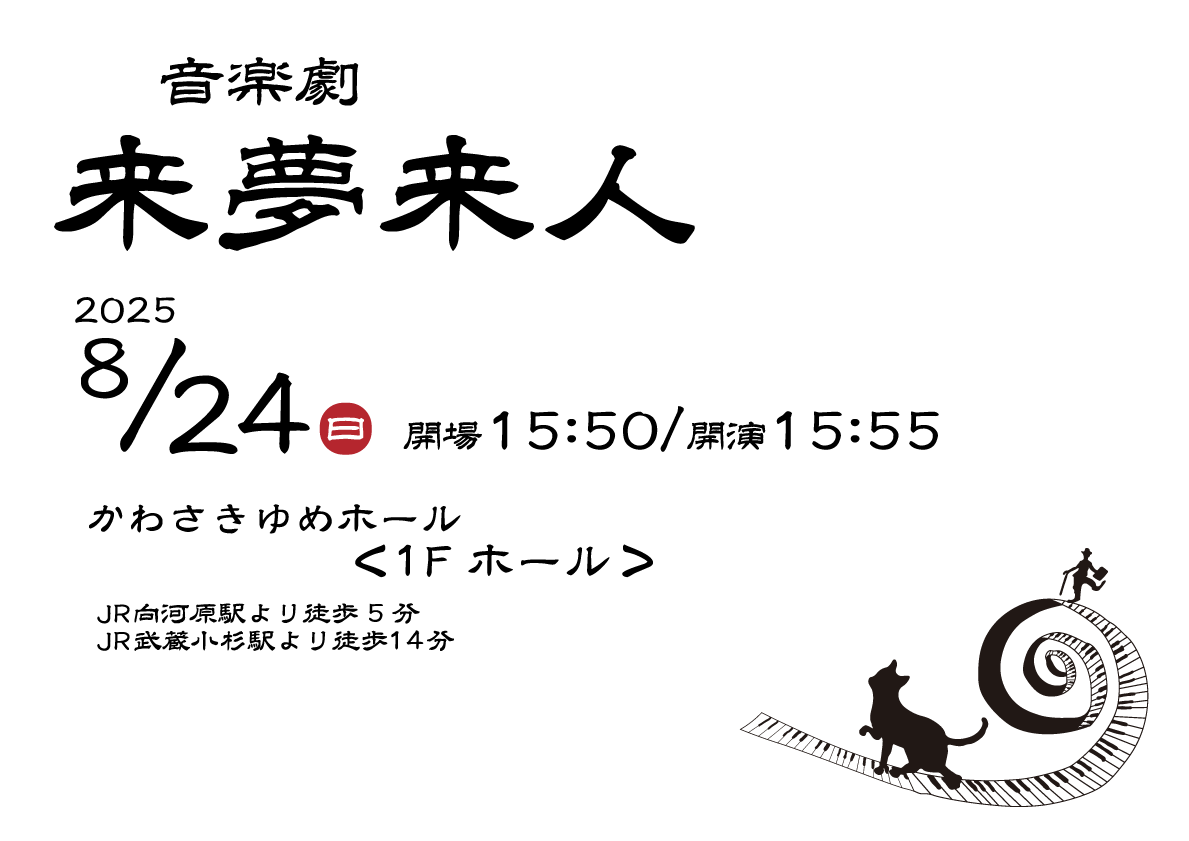 音楽劇
来夢来人
2025
8/24 日 開場15:50/開演15:55
かわさきゆめホール
<1F ホール>
JR向河原駅より徒歩5分
JR武蔵小杉駅より徒歩14分